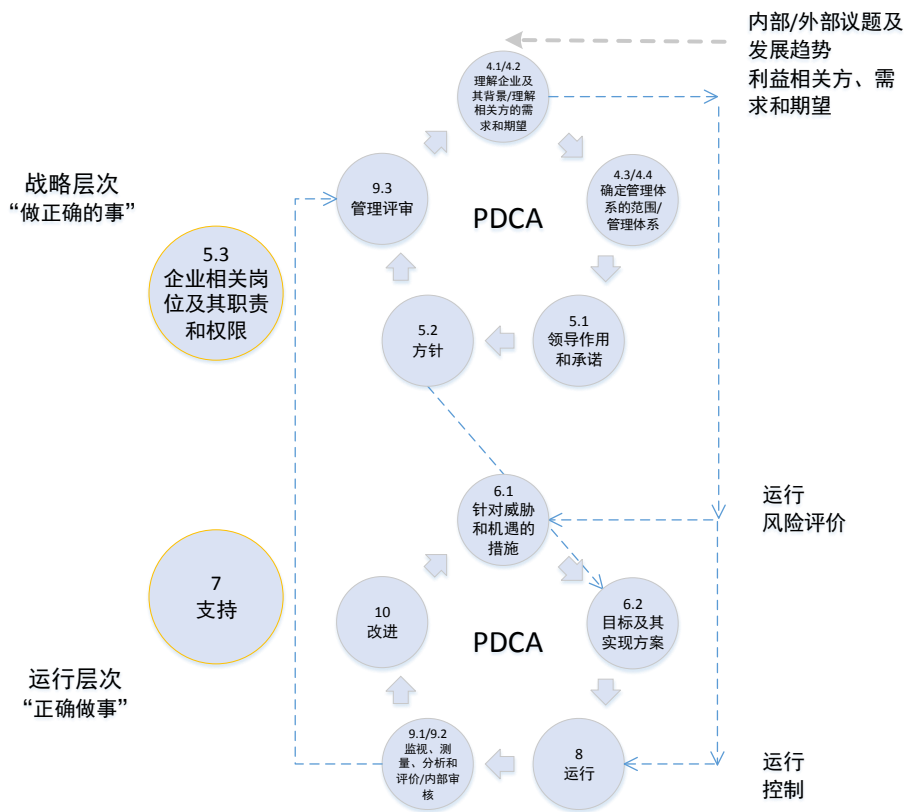 内部/外部议题及
发展趋势
利益相关方、需
求和期望
4.1/4.2
理解企业及
其背景/理解
相关方的需
求和期望
4.3/4.4
确定管理体
系的范围/
管理体系
9.3
管理评审
PDCA
战略层次
“做正确的事”
5.3
企业相关岗
位及其职责
和权限
5.2
方针
5.1
领导作用
和承诺
6.1
针对威胁
和机遇的
措施
运行
风险评价
7
支持
10
改进
PDCA
6.2
目标及其
实现方案
运行层次
“正确做事”
9.1/9.2
监视、测
量、分析和
评价/内部审
核
8
运行
运行
控制